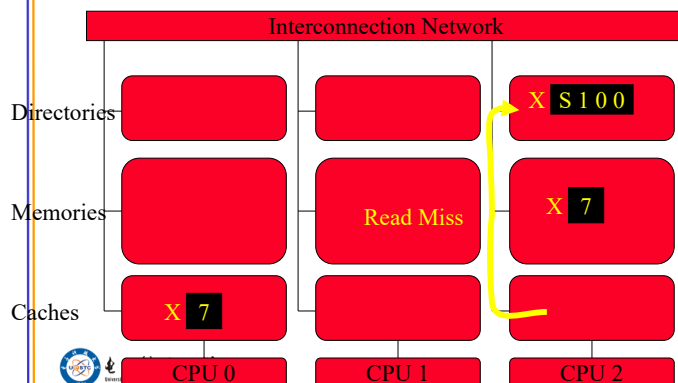 Interconnection Network
Directories
X S 1 0 0
Memories
Read Miss
X 7
Caches
X 7
CPU 0
CPU 1
CPU 2